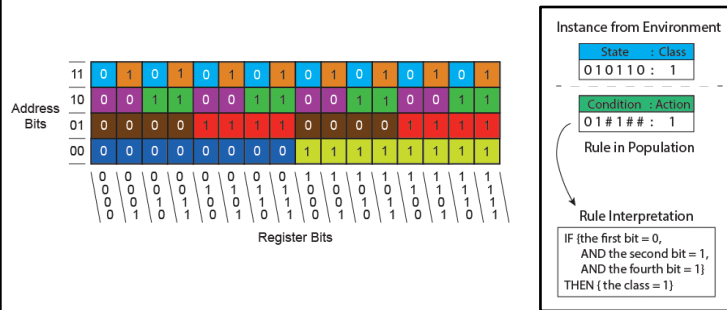 11 0 1 0 1 0 1 0 1 0 1 0 1 0 1 0 1
10 0 0 1 1 0 0 1 1 0 0 1 1 0 0 1 1
Address
Bits
01 0 0 0 0 1 1 1 1 0 0 0 0 1 1 1 1
00 0 0 0 0 0 0 0 0 1 1 1 1 1 1 1 1
0 0 0 0 0 0 0 0 1 1 1 1 1 1 1 1
0 0 0 0 1 1 1 1 0 0 0 0 1 1 1 1
0 0 1 1 0 0 1 1 0 0 1 1 0 0 1 1
0 1 0 1 0 1 0 1 0 1 0 1 0 1 0 1
Register Bits
Instance from Environment
State : Class
0 1 0 1 1 0 : 1
Condition : Action
0 1 # 1 # # : 1
Rule in Population
Rule Interpretation
IF {the first bit = 0,
AND the second bit = 1,
AND the fourth bit = 1}
THEN { the class = 1}